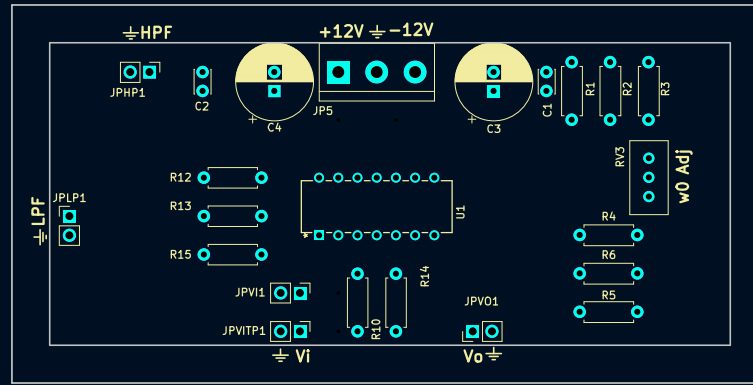 HPF
+12V -12V
JPHP1
C2
C4
JP5
C3
C1
R1
R2
R3
RV3
w0 Adj
R12
R13
R15
JPLP1
LPF
U1
*
R4
R6
R5
JPVI1
R14
R10
JPVITP1
Vi
JPVO1
Vo
+
+